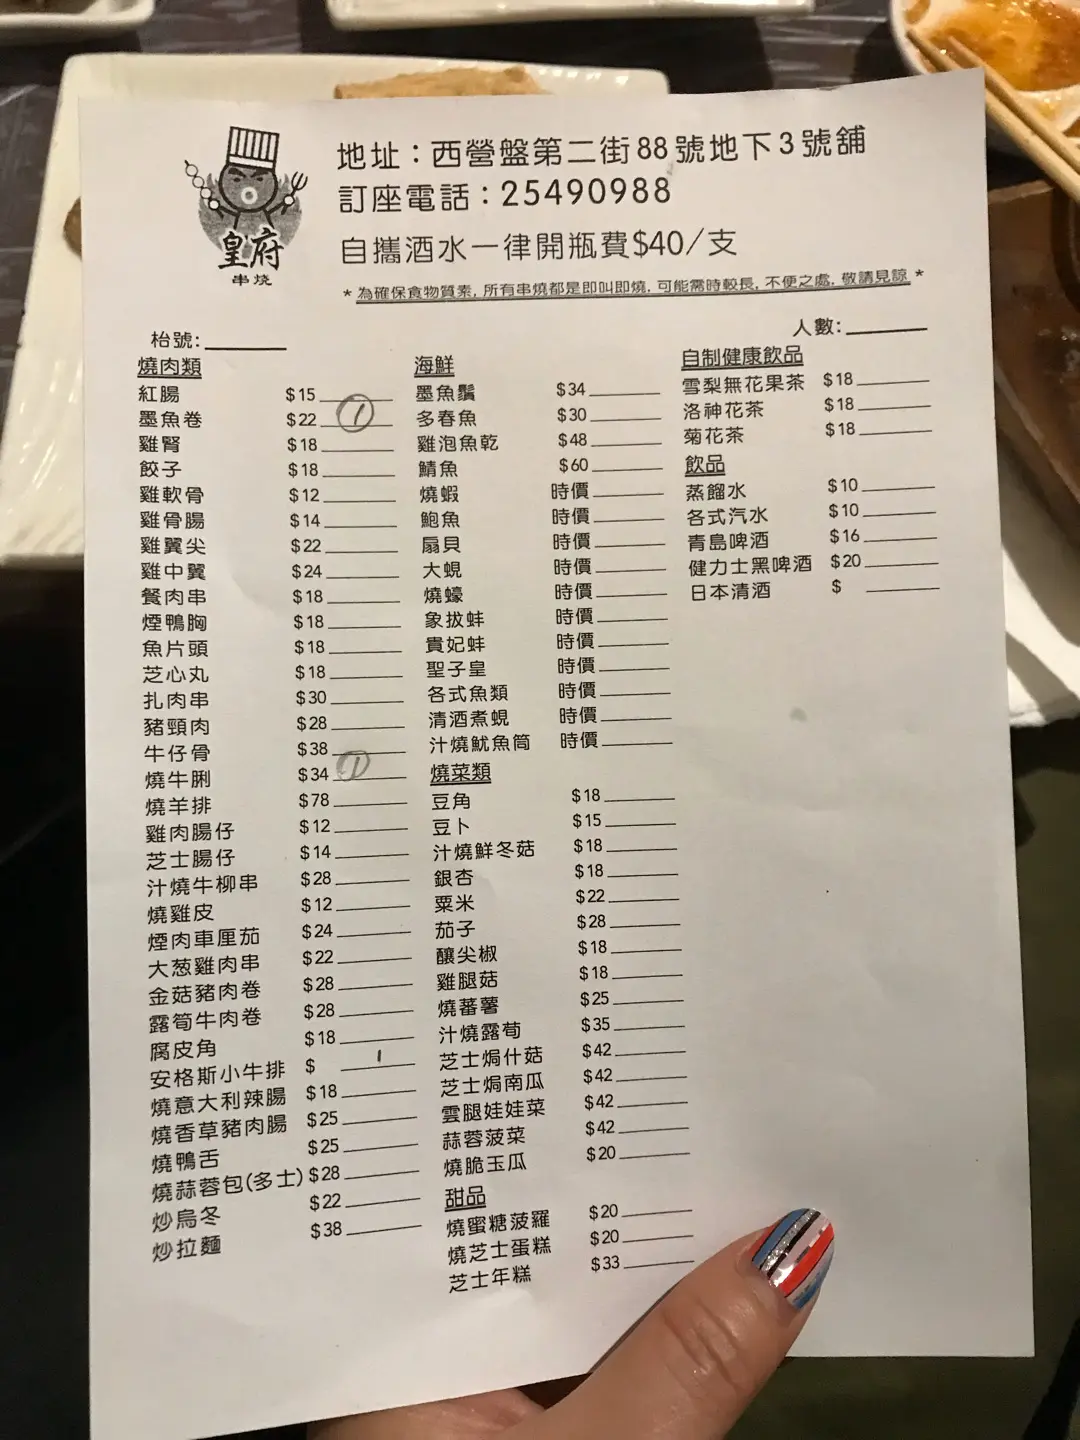 皇府
串燒
地址：西營盤第二街88號地下3號舖
訂座電話：25490988
自攜酒水一律開瓶費$40/支
*為確保食物質素, 所有串燒都是即叫即燒, 可能需時較長, 不便之處, 敬請見諒*
枱號:______
人數:______
燒肉類
紅腸 $15
墨魚卷 $22 1
雞腎 $18
餃子 $18
雞軟骨 $12
雞骨腸 $14
雞翼尖 $22
雞中翼 $24
餐肉串 $18
煙鴨胸 $18
魚片頭 $18
芝心丸 $18
扎肉串 $30
豬頸肉 $28
牛仔骨 $38
燒牛脷 $34 1
燒羊排 $78
雞肉腸仔 $12
芝士腸仔 $14
汁燒牛柳串 $28
燒雞皮 $12
煙肉車厘茄 $24
大葱雞肉串 $22
金菇豬肉卷 $28
露筍牛肉卷 $28
腐皮角 $18
安格斯小牛排 $ 1
燒意大利辣腸 $18
燒香草豬肉腸 $25
燒鴨舌 $25
燒蒜蓉包(多士) $28
炒烏冬 $22
炒拉麵 $38
海鮮
墨魚鬚 $34
多春魚 $30
雞泡魚乾 $48
鯖魚 $60
燒蝦 時價
鮑魚 時價
扇貝 時價
大蜆 時價
燒蠔 時價
象拔蚌 時價
貴妃蚌 時價
聖子皇 時價
各式魚類 時價
清酒煮蜆 時價
汁燒魷魚筒 時價
燒菜類
豆角 $18
豆卜 $15
汁燒鮮冬菇 $18
銀杏 $18
粟米 $22
茄子 $28
釀尖椒 $18
雞腿菇 $18
燒蕃薯 $25
汁燒露荀 $35
芝士焗什菇 $42
芝士焗南瓜 $42
雲腿娃娃菜 $42
蒜蓉菠菜 $42
燒脆玉瓜 $20
甜品
燒蜜糖菠蘿 $20
燒芝士蛋糕 $20
芝士年糕 $33
自制健康飲品
雪梨無花果茶 $18
洛神花茶 $18
菊花茶 $18
飲品
蒸餾水 $10
各式汽水 $10
青島啤酒 $16
健力士黑啤酒 $20
日本清酒 $